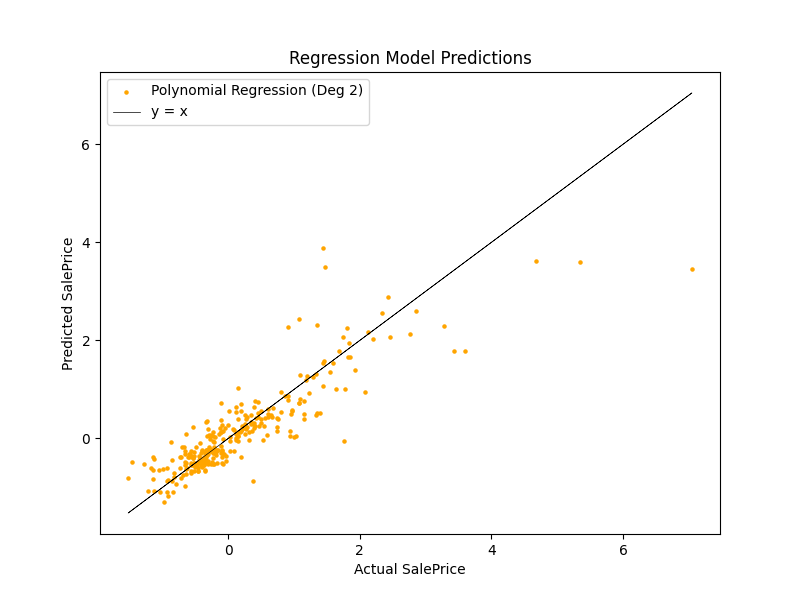 Regression Model Predictions
Polynomial Regression (Deg 2)
y = x
6
4
2
0
Predicted SalePrice
0
2
4
6
Actual SalePrice